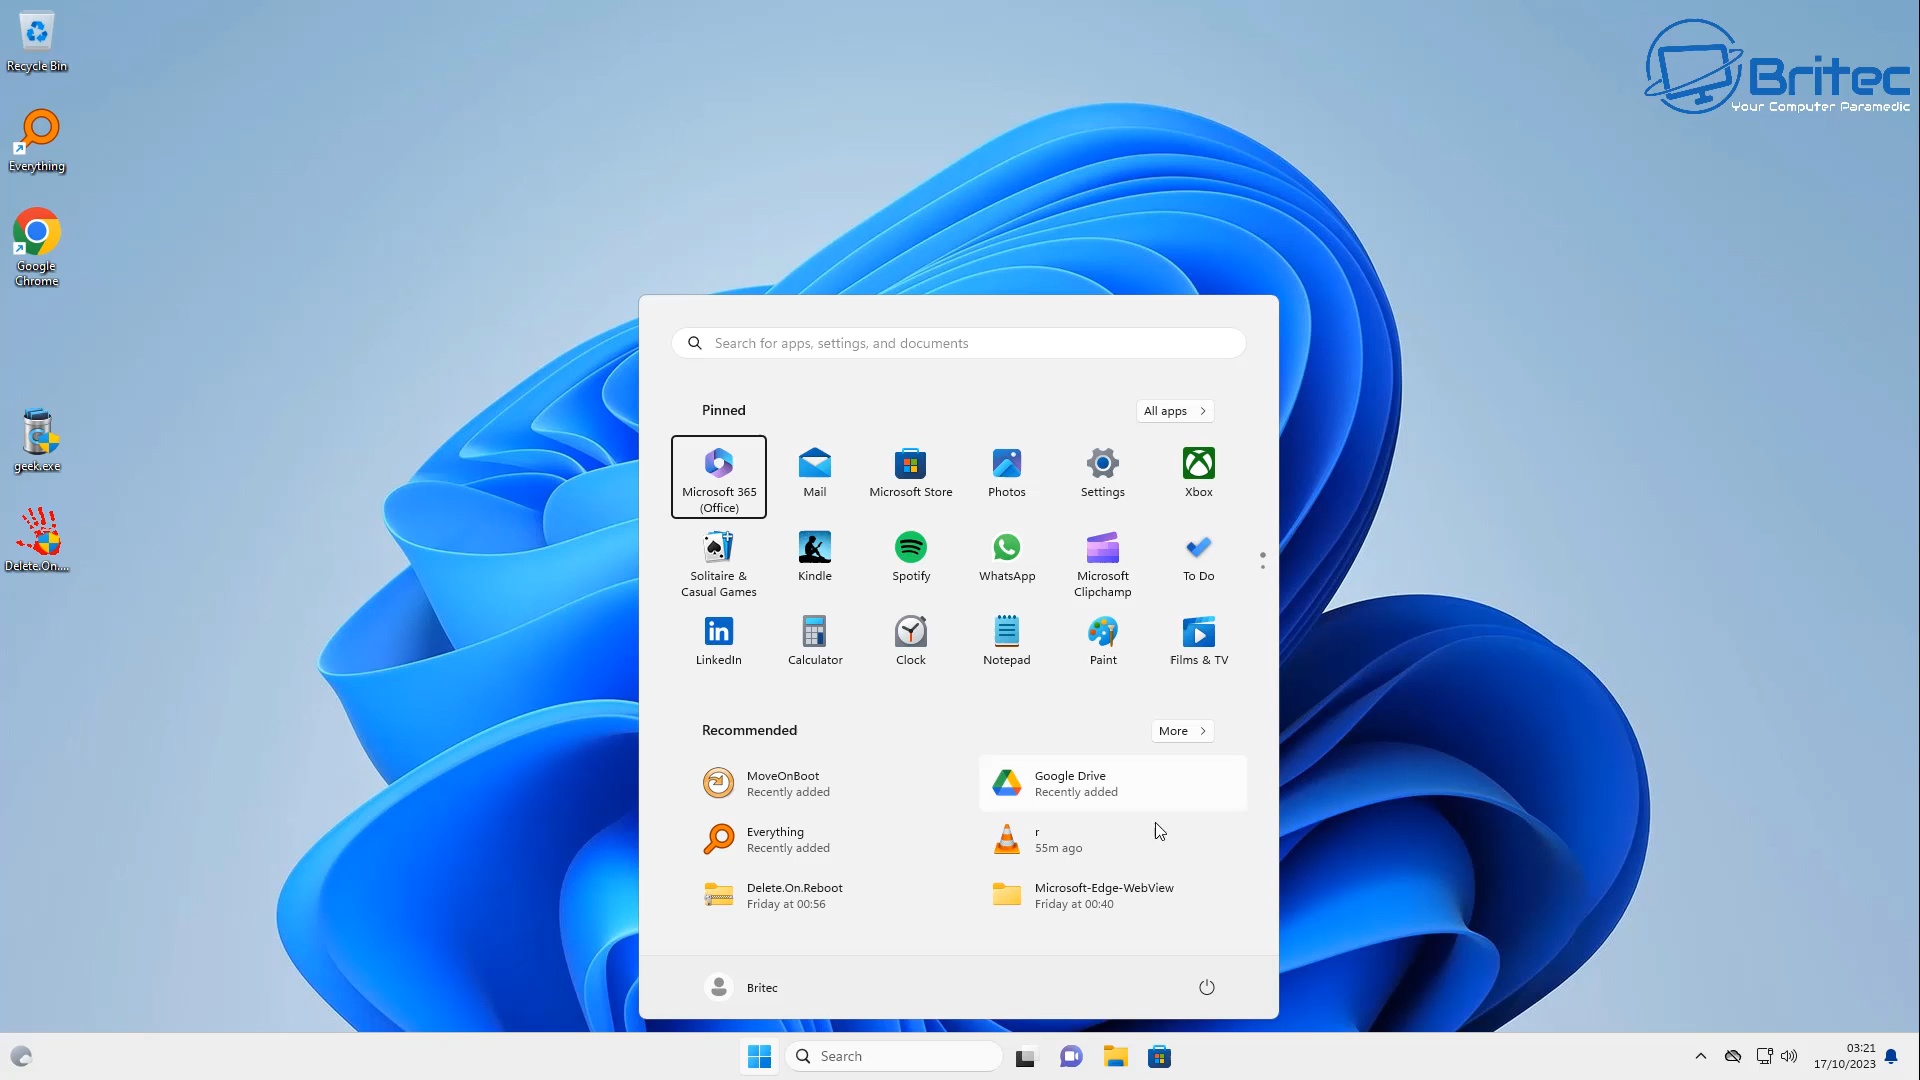 Recycle Bin
Everything
Google
Chrome
geek.exe
Delete.On....
Britec
Your Computer Paramedic
Search for apps, settings, and documents
Pinned
All apps
Microsoft 365
(Office)
Mail
Microsoft Store
Photos
Settings
Xbox
Solitaire &
Casual Games
Kindle
Spotify
WhatsApp
Microsoft
Clipchamp
To Do
LinkedIn
Calculator
Clock
Notepad
Paint
Films & TV
Recommended
More
MoveOnBoot
Recently added
Google Drive
Recently added
Everything
Recently added
r
55m ago
Delete.On.Reboot
Friday at 00:56
Microsoft-Edge-WebView
Friday at 00:40
Britec
Search
03:21
17/10/2023